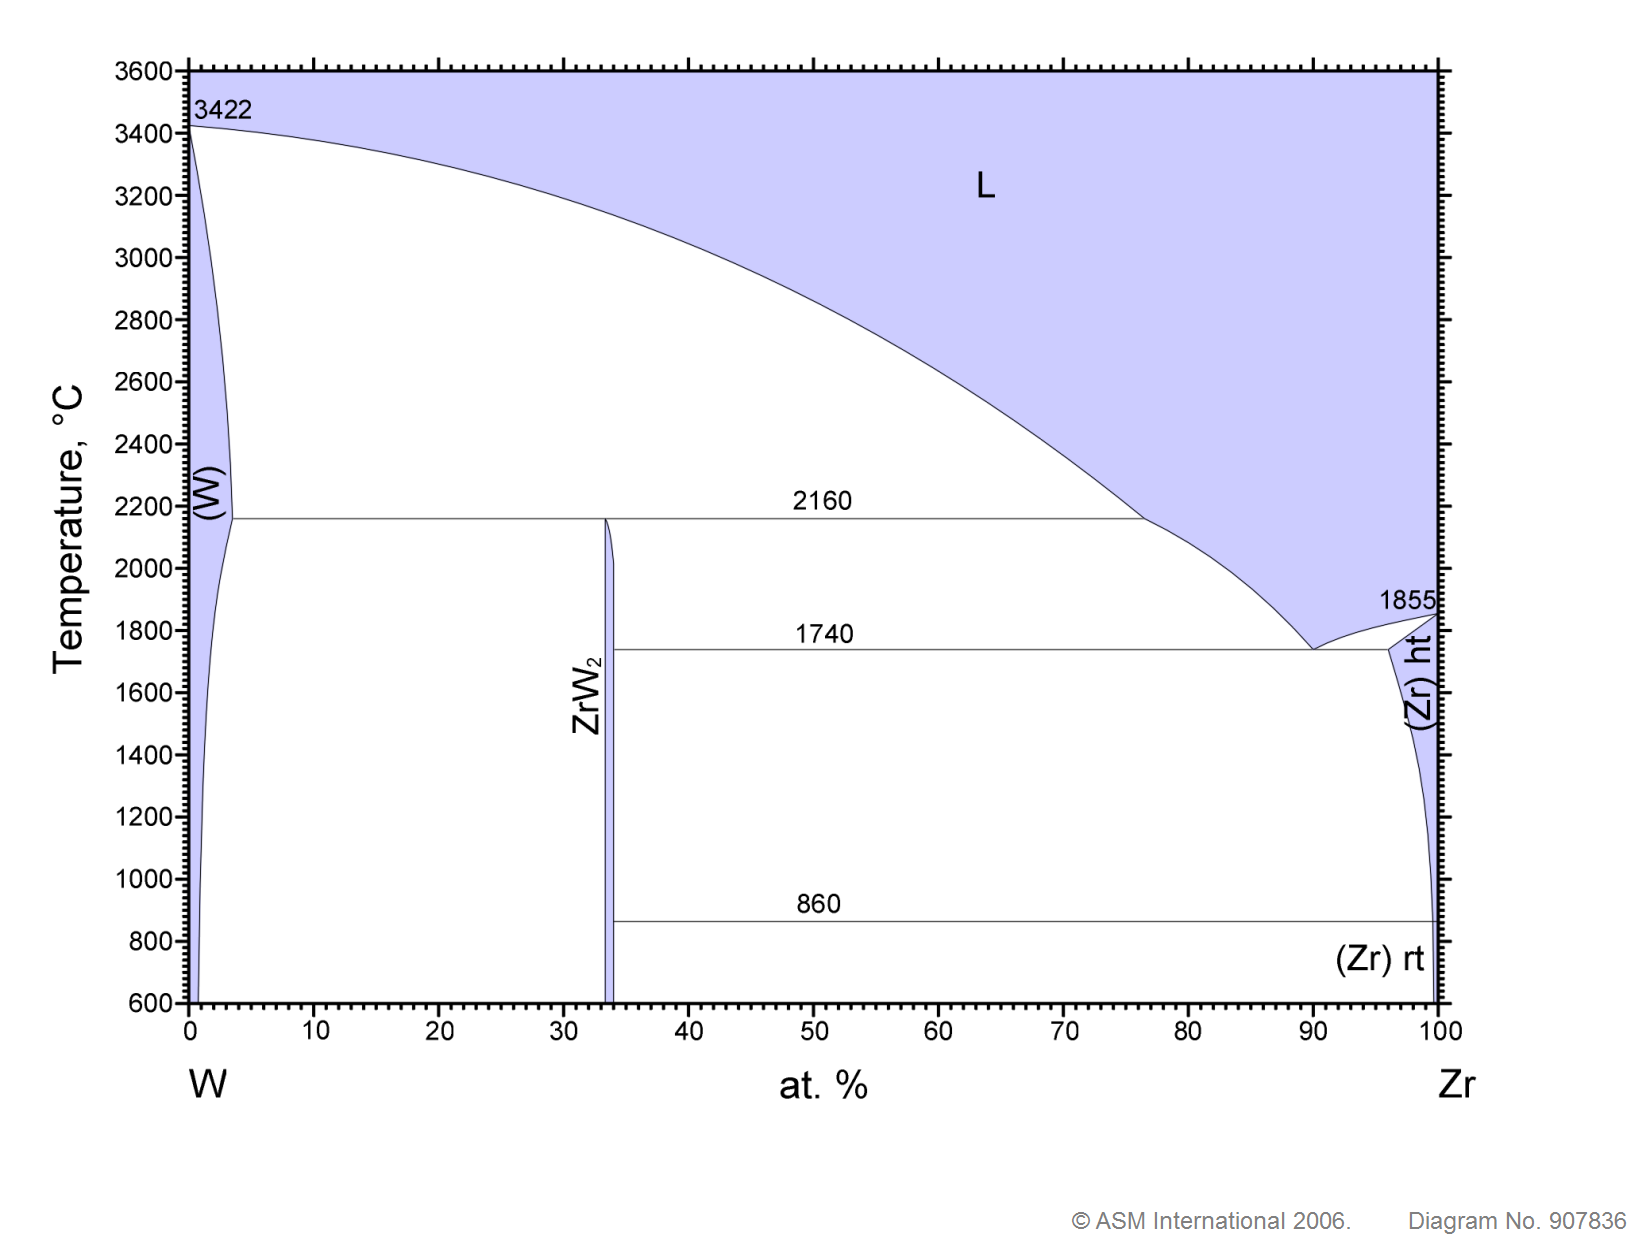 3600
3422
3400
L
3200
3000
2800
2600
2400
(W)
2200
2160
2000
1855
1800
1740
(Zr) ht
ZrW₂
1600
1400
1200
1000
860
800
(Zr) rt
600
Temperature, °C
0 10 20 30 40 50 60 70 80 90 100
W at. % Zr
© ASM International 2006. Diagram No. 907836